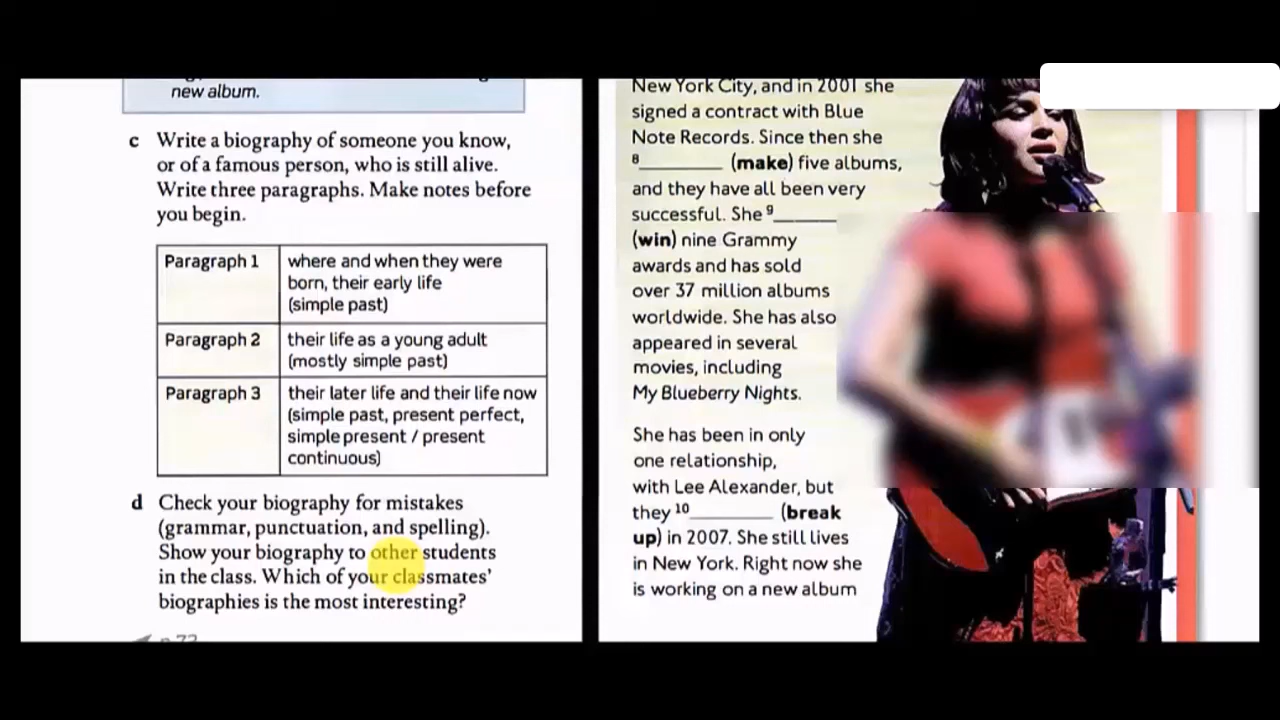 new album.
c Write a biography of someone you know,
or of a famous person, who is still alive.
Write three paragraphs. Make notes before
you begin.
Paragraph 1
where and when they were
born, their early life
(simple past)
Paragraph 2
their life as a young adult
(mostly simple past)
Paragraph 3
their later life and their life now
(simple past, present perfect,
simple present / present
continuous)
d Check your biography for mistakes
(grammar, punctuation, and spelling).
Show your biography to other students
in the class. Which of your classmates'
biographies is the most interesting?
New York City, and in 2001 she
signed a contract with Blue
Note Records. Since then she
8________ (make) five albums,
and they have all been very
successful. She 9______
(win) nine Grammy
awards and has sold
over 37 million albums
worldwide. She has also
appeared in several
movies, including
My Blueberry Nights.
She has been in only
one relationship,
with Lee Alexander, but
they 10________ (break
up) in 2007. She still lives
in New York. Right now she
is working on a new album